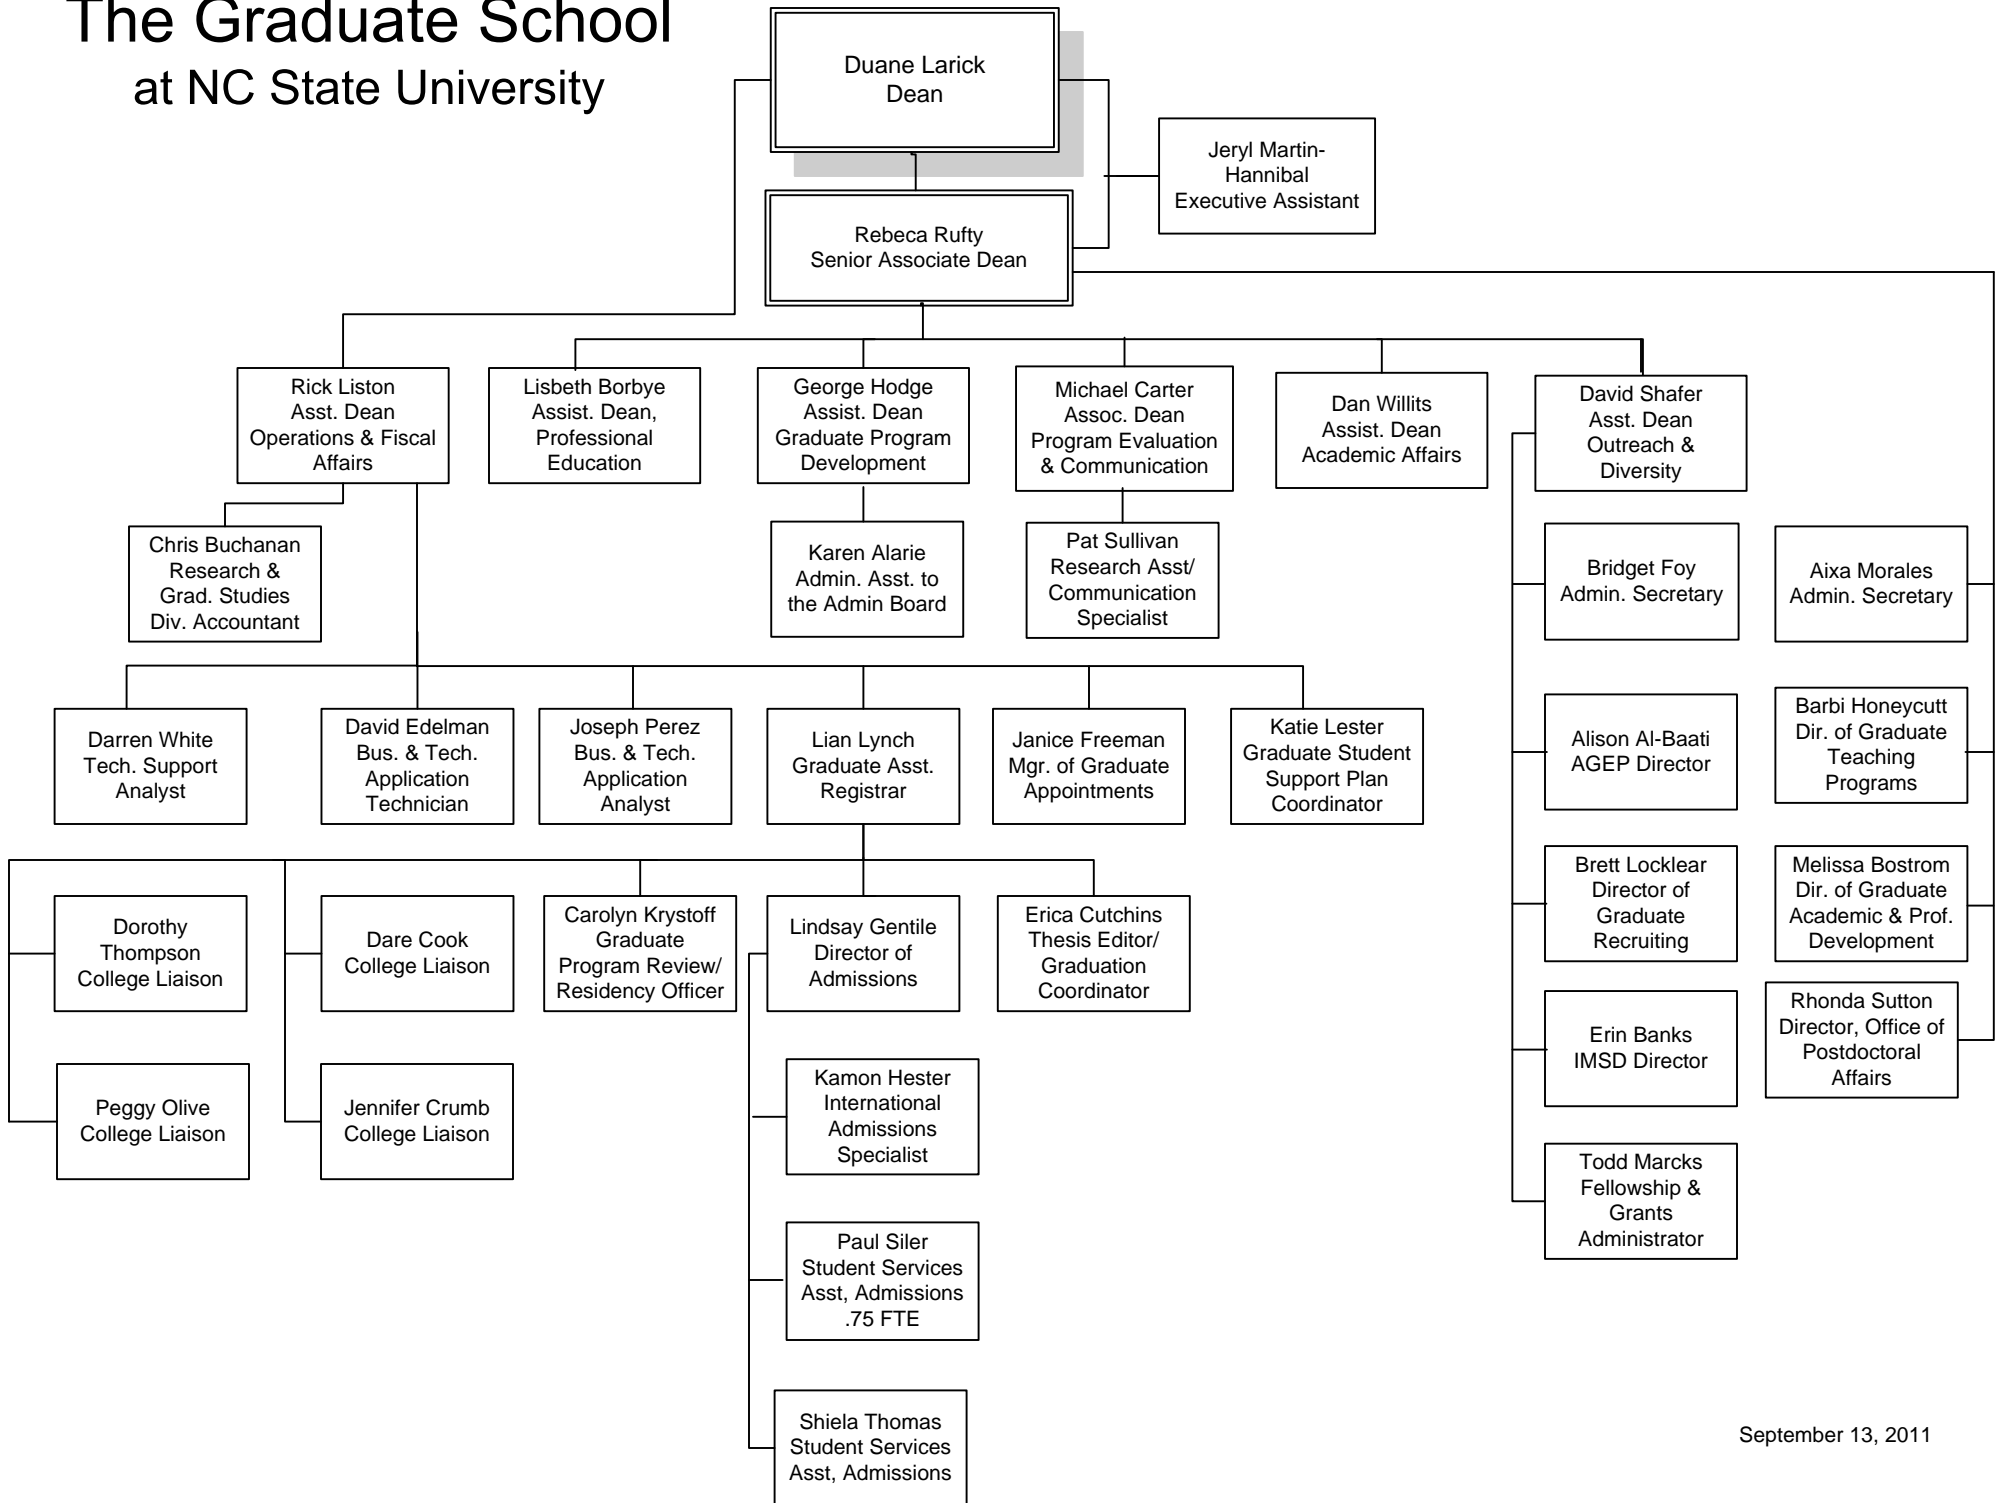 The Graduate School
at NC State University
Duane Larick
Dean
Jeryl Martin-
Hannibal
Executive Assistant
Rebeca Rufty
Senior Associate Dean
Rick Liston
Asst. Dean
Operations & Fiscal
Affairs
Lisbeth Borbye
Assist. Dean,
Professional
Education
George Hodge
Assist. Dean
Graduate Program
Development
Michael Carter
Assoc. Dean
Program Evaluation
& Communication
Dan Willits
Assist. Dean
Academic Affairs
David Shafer
Asst. Dean
Outreach &
Diversity
Chris Buchanan
Research &
Grad. Studies
Div. Accountant
Karen Alarie
Admin. Asst. to
the Admin Board
Pat Sullivan
Research Asst/
Communication
Specialist
Bridget Foy
Admin. Secretary
Aixa Morales
Admin. Secretary
Darren White
Tech. Support
Analyst
David Edelman
Bus. & Tech.
Application
Technician
Joseph Perez
Bus. & Tech.
Application
Analyst
Lian Lynch
Graduate Asst.
Registrar
Janice Freeman
Mgr. of Graduate
Appointments
Katie Lester
Graduate Student
Support Plan
Coordinator
Alison Al-Baati
AGEP Director
Barbi Honeycutt
Dir. of Graduate
Teaching
Programs
Brett Locklear
Director of
Graduate
Recruiting
Melissa Bostrom
Dir. of Graduate
Academic & Prof.
Development
Dorothy
Thompson
College Liaison
Dare Cook
College Liaison
Carolyn Krystoff
Graduate
Program Review/
Residency Officer
Lindsay Gentile
Director of
Admissions
Erica Cutchins
Thesis Editor/
Graduation
Coordinator
Erin Banks
IMSD Director
Rhonda Sutton
Director, Office of
Postdoctoral
Affairs
Peggy Olive
College Liaison
Jennifer Crumb
College Liaison
Kamon Hester
International
Admissions
Specialist
Todd Marcks
Fellowship &
Grants
Administrator
Paul Siler
Student Services
Asst, Admissions
.75 FTE
Shiela Thomas
Student Services
Asst, Admissions
September 13, 2011